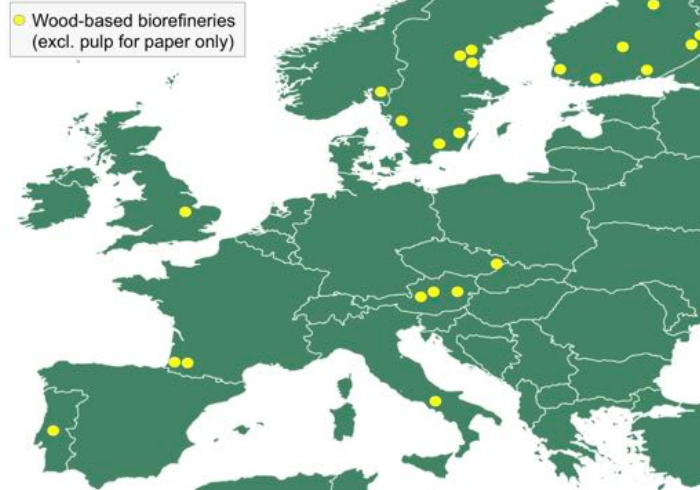 Wood-based biorefineries
(excl. pulp for paper only)